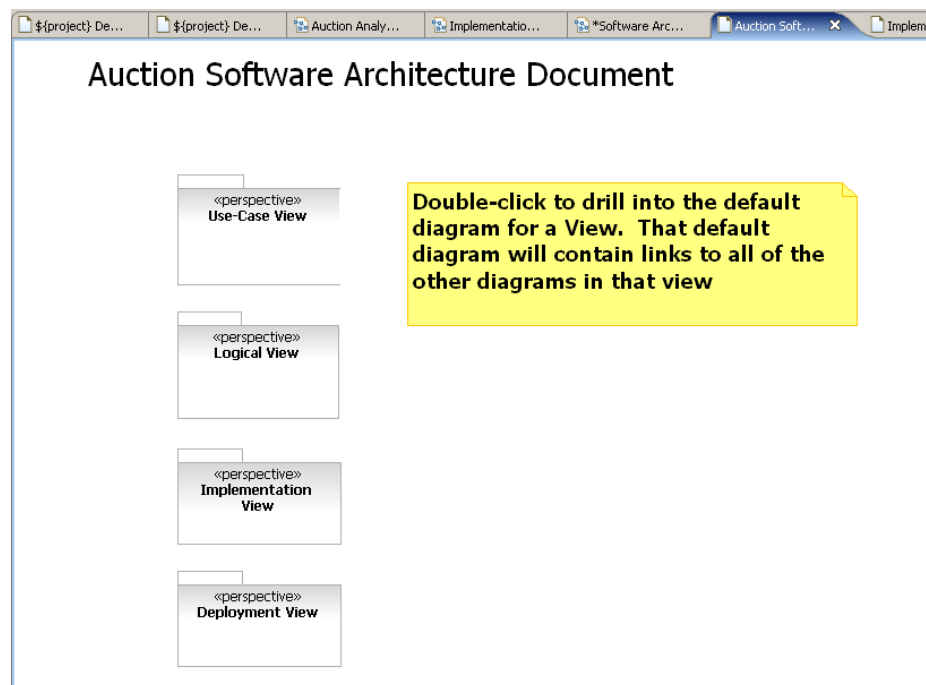 ${project} De...
${project} De...
Auction Analy...
Implementatio...
*Software Arc...
Auction Soft...
Implem
Auction Software Architecture Document
«perspective»
Use-Case View
Double-click to drill into the default
diagram for a View.  That default
diagram will contain links to all of the
other diagrams in that view
«perspective»
Logical View
«perspective»
Implementation
View
«perspective»
Deployment View